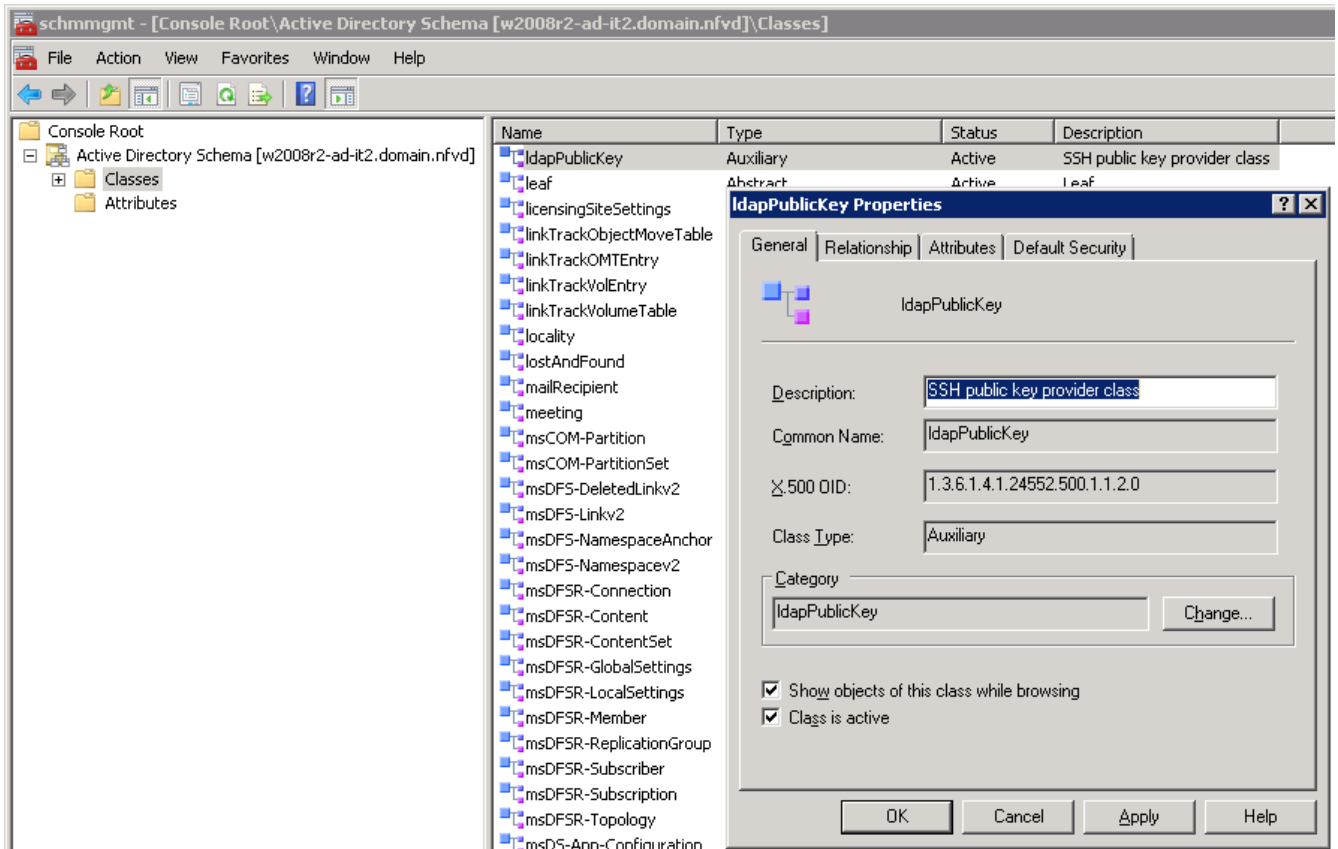 schmmgmt - [Console Root\Active Directory Schema [w2008r2-ad-it2.domain.nfvd]\Classes]
File Action View Favorites Window Help
Console Root
Active Directory Schema [w2008r2-ad-it2.domain.nfvd]
Classes
Attributes
Name Type Status Description
ldapPublicKey Auxiliary Active SSH public key provider class
leaf Abstract Active Leaf
licensingSiteSettings
linkTrackObjectMoveTable
linkTrackOMTEntry
linkTrackVolEntry
linkTrackVolumeTable
locality
lostAndFound
mailRecipient
meeting
msCOM-Partition
msCOM-PartitionSet
msDFS-DeletedLinkv2
msDFS-Linkv2
msDFS-NamespaceAnchor
msDFS-Namespacev2
msDFSR-Connection
msDFSR-Content
msDFSR-ContentSet
msDFSR-GlobalSettings
msDFSR-LocalSettings
msDFSR-Member
msDFSR-ReplicationGroup
msDFSR-Subscriber
msDFSR-Subscription
msDFSR-Topology
msDS-App-Configuration
ldapPublicKey Properties
General Relationship Attributes Default Security
ldapPublicKey
Description: SSH public key provider class
Common Name: ldapPublicKey
X.500 OID: 1.3.6.1.4.1.24552.500.1.1.2.0
Class Type: Auxiliary
Category
ldapPublicKey Change...
Show objects of this class while browsing
Class is active
OK Cancel Apply Help